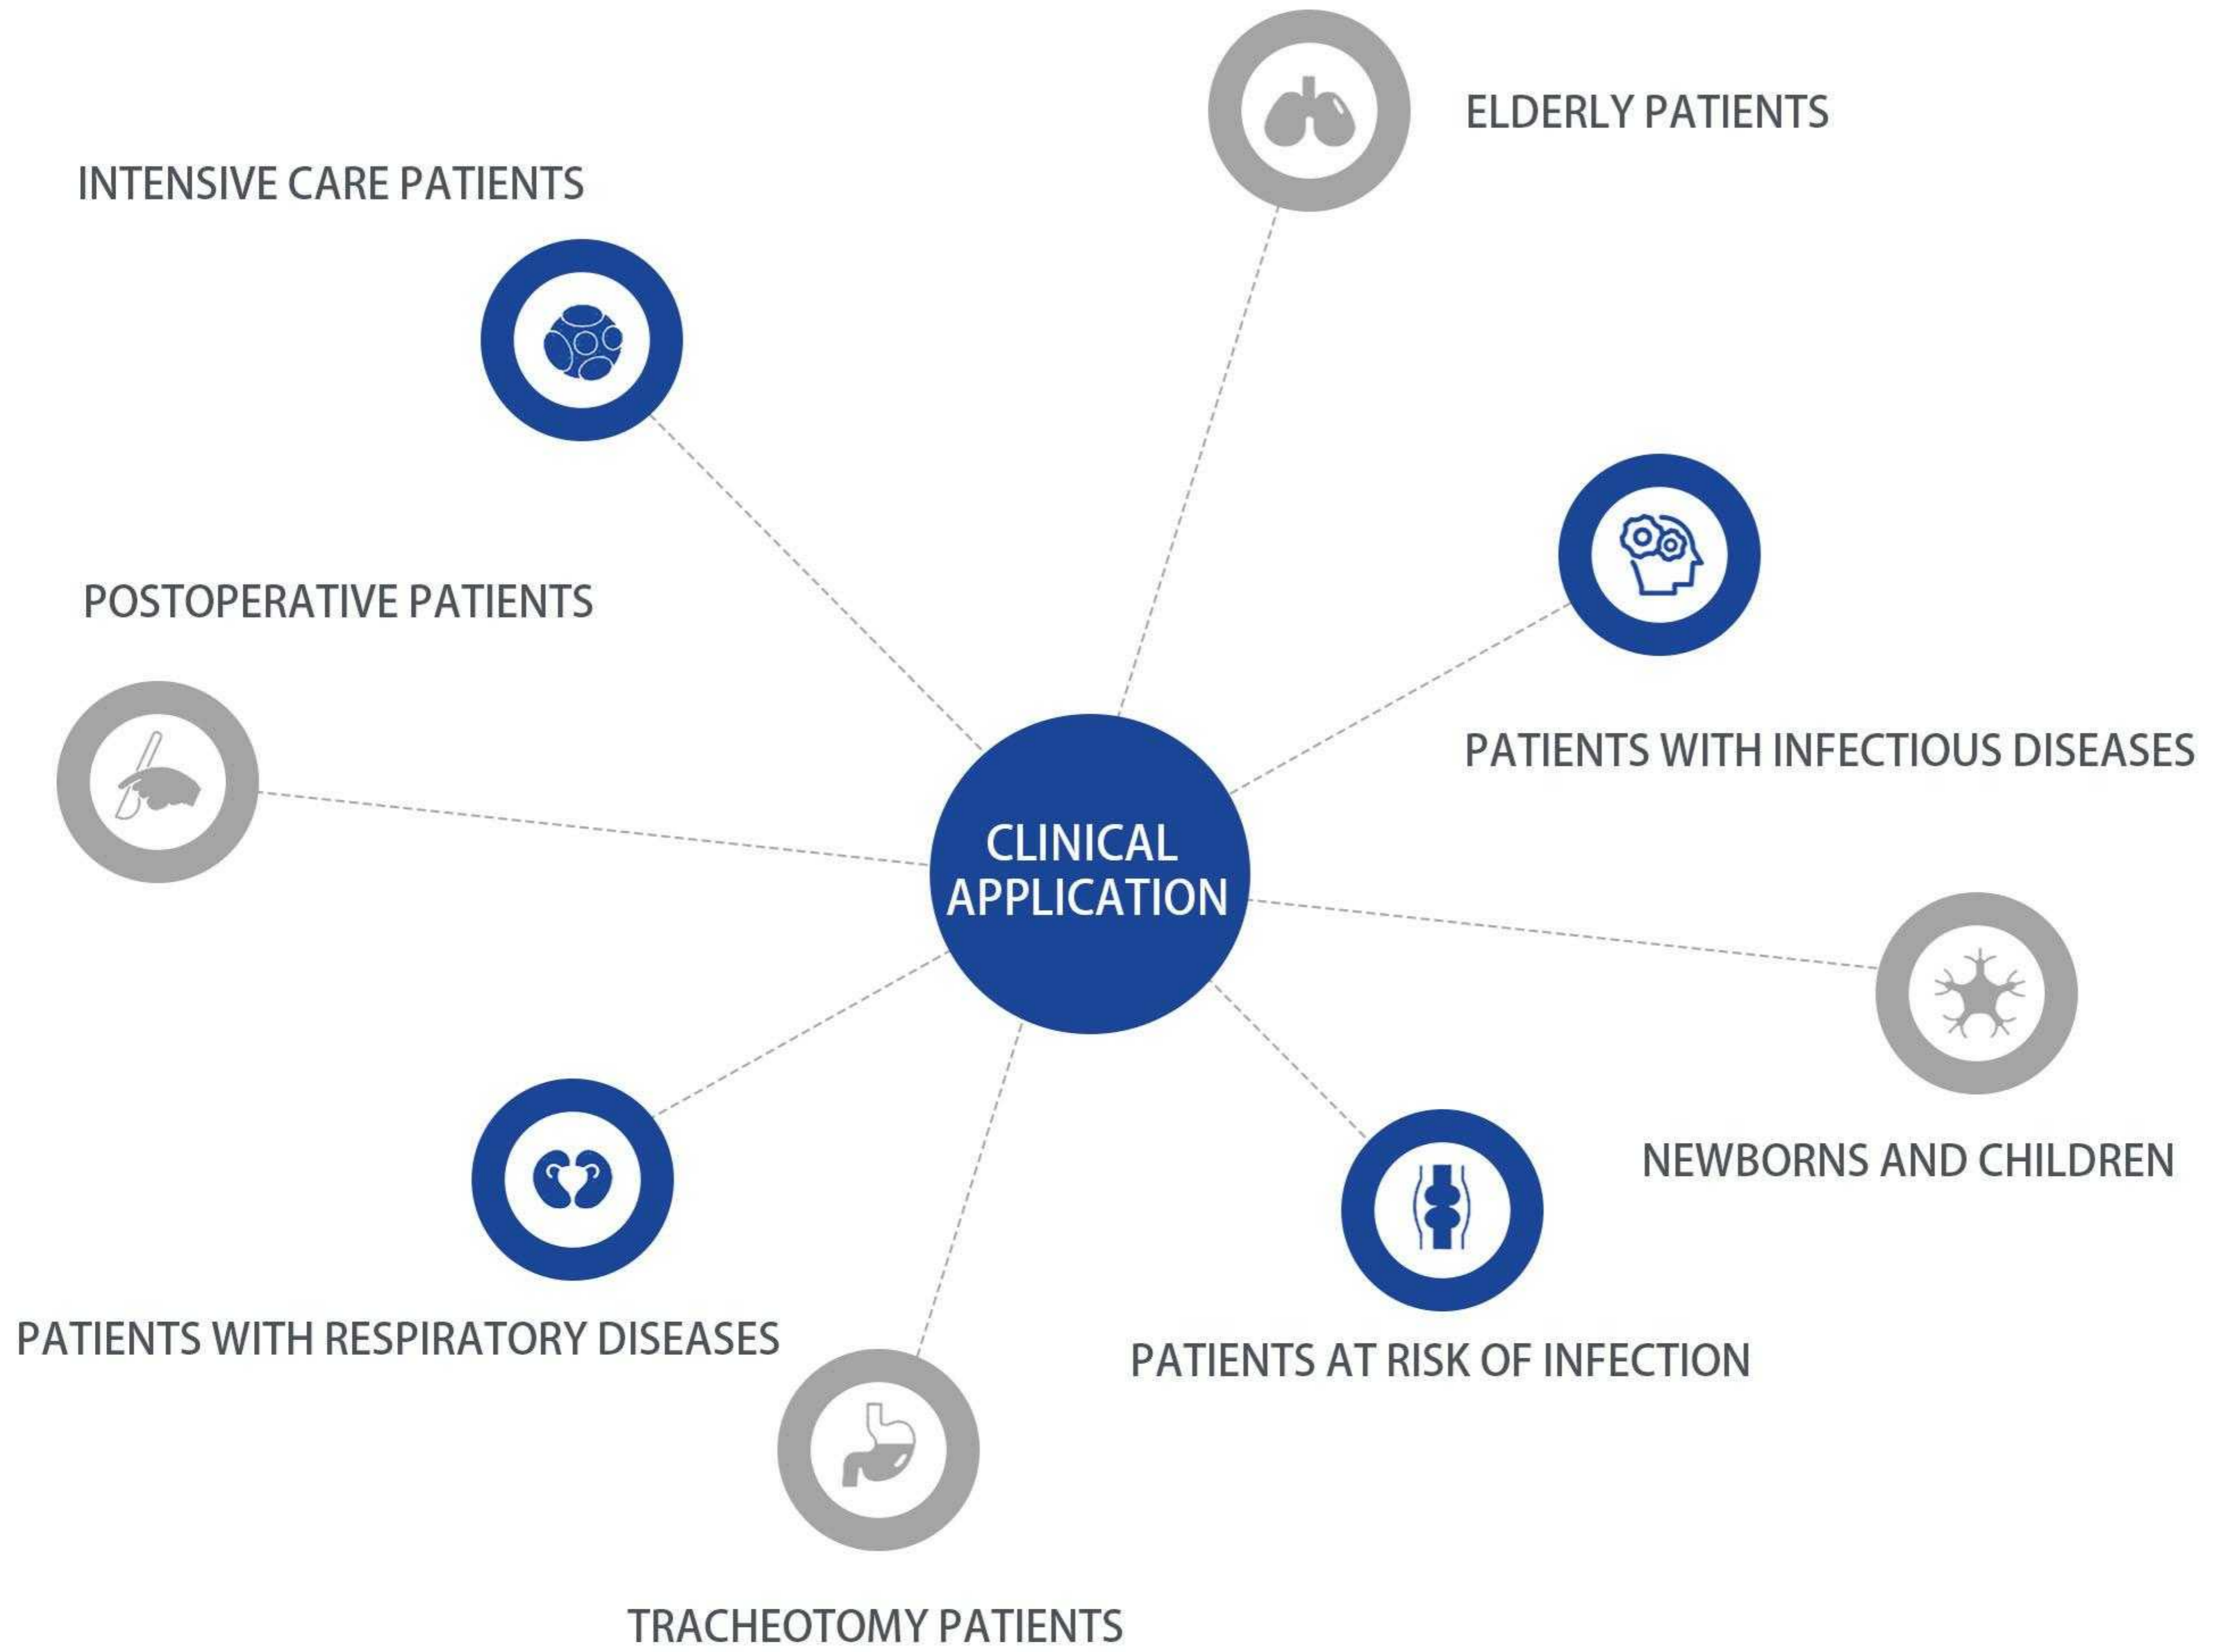 ELDERLY PATIENTS
INTENSIVE CARE PATIENTS
POSTOPERATIVE PATIENTS
PATIENTS WITH INFECTIOUS DISEASES
CLINICAL
APPLICATION
NEWBORNS AND CHILDREN
PATIENTS WITH RESPIRATORY DISEASES
PATIENTS AT RISK OF INFECTION
TRACHEOTOMY PATIENTS